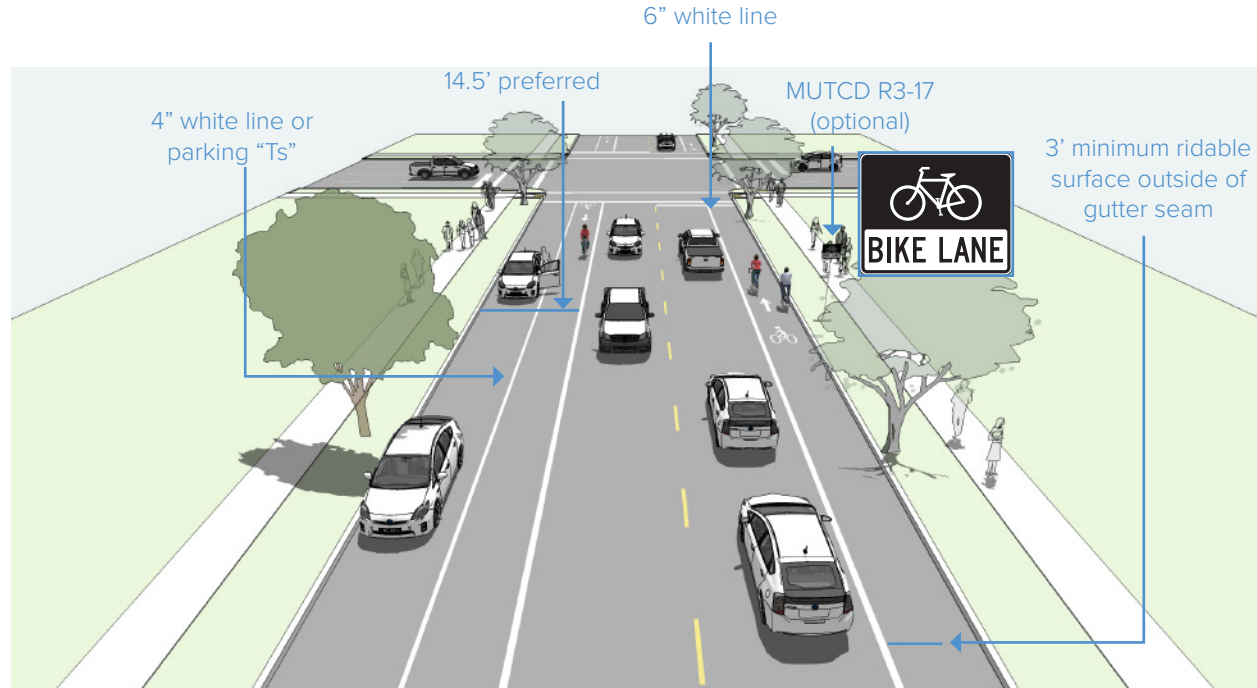 6” white line
14.5’ preferred
4” white line or
parking “Ts”
MUTCD R3-17
(optional)
BIKE LANE
3’ minimum ridable
surface outside of
gutter seam